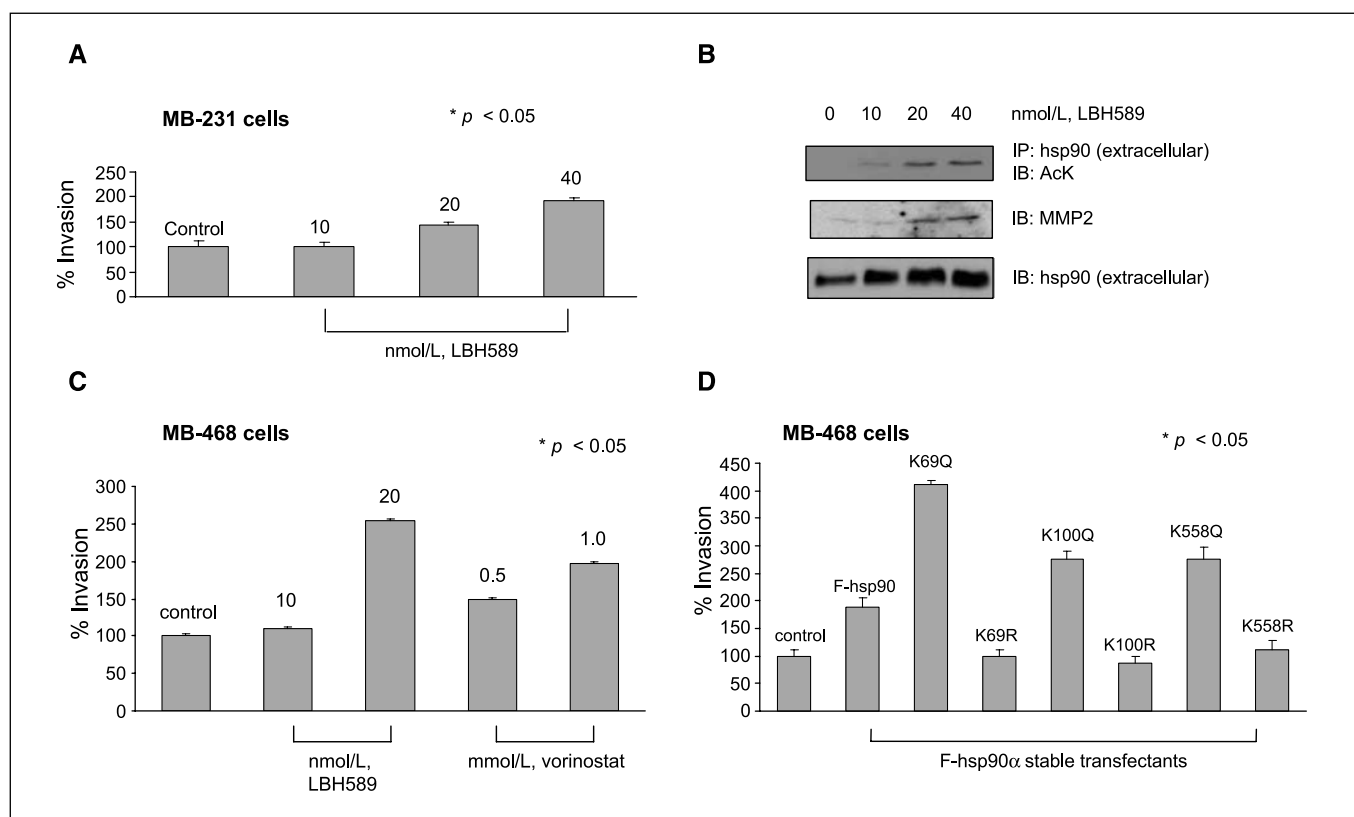 A
MB-231 cells
* p < 0.05
% Invasion
250
200
150
100
50
0
Control
10
20
40
nmol/L, LBH589
B
0 10 20 40 nmol/L, LBH589
IP: hsp90 (extracellular)
IB: AcK
IB: MMP2
IB: hsp90 (extracellular)
C
MB-468 cells
* p < 0.05
% Invasion
300
250
200
150
100
50
0
control
10
20
0.5
1.0
nmol/L,
LBH589
mmol/L, vorinostat
D
MB-468 cells
* p < 0.05
% Invasion
450
400
350
300
250
200
150
100
50
0
control
F-hsp90
K69Q
K69R
K100Q
K100R
K558Q
K558R
F-hsp90α stable transfectants